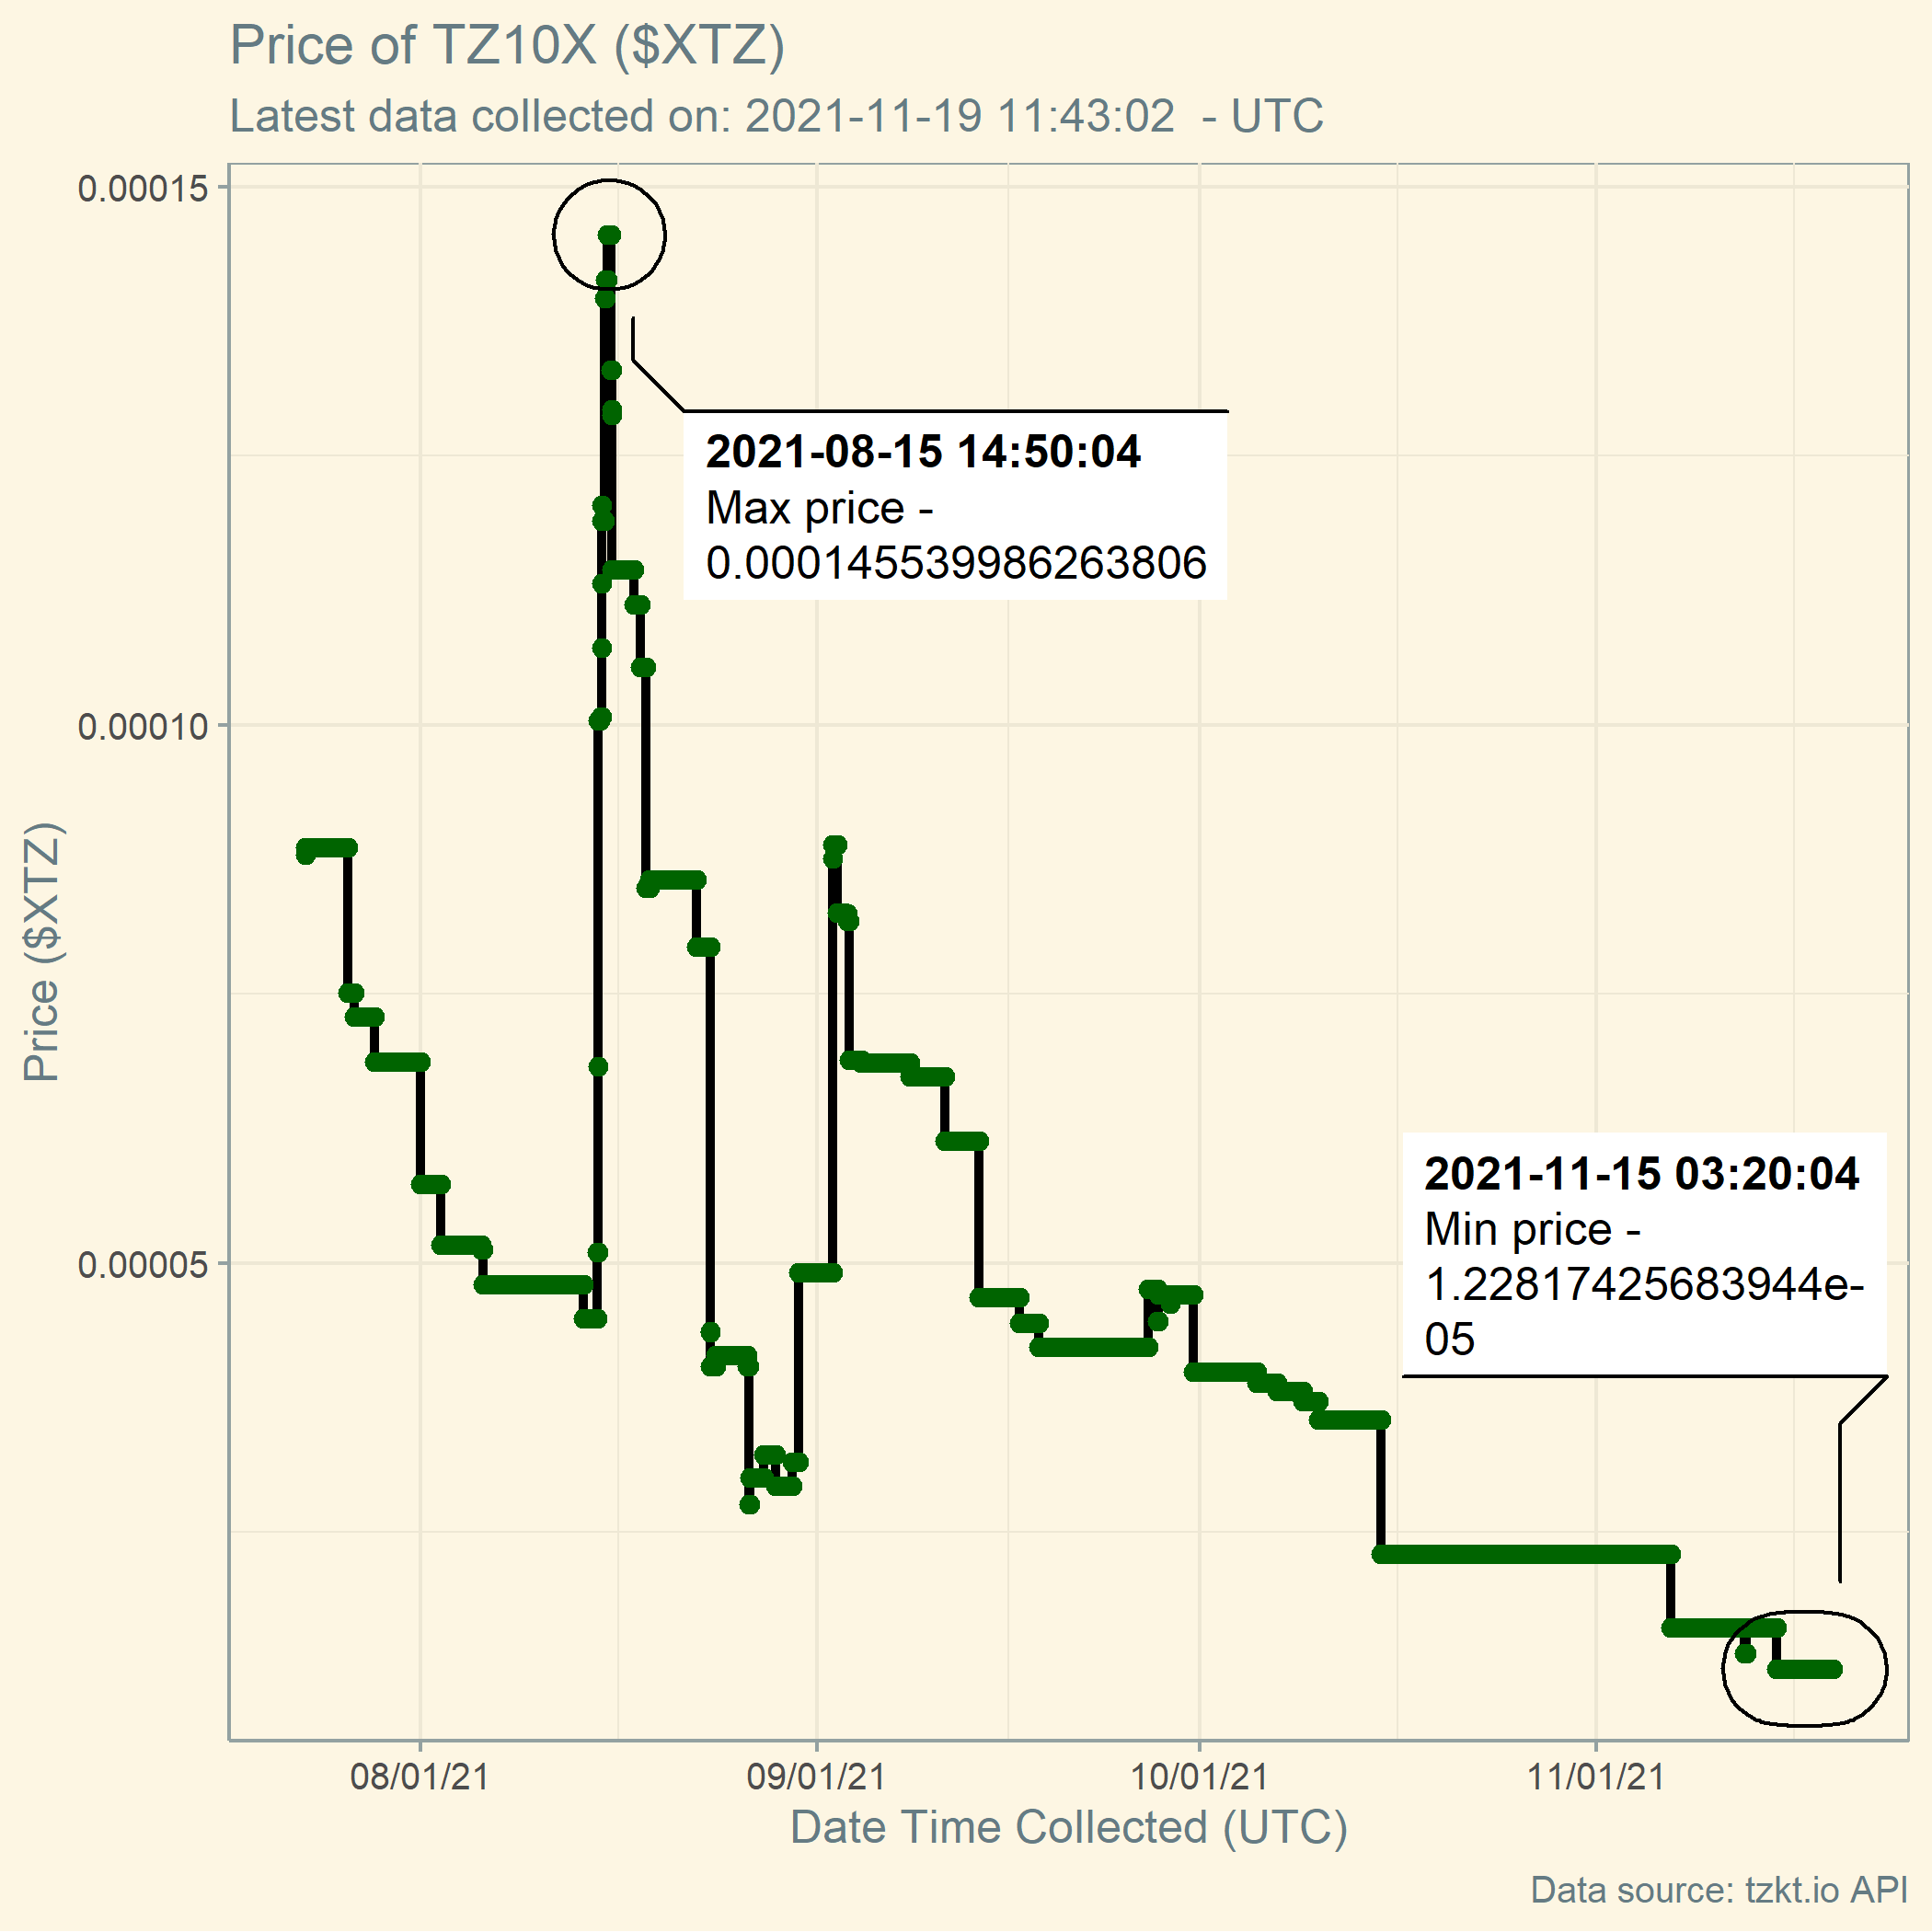 Price of TZ10X ($XTZ)
Latest data collected on: 2021-11-19 11:43:02  - UTC
0.00015
0.00010
0.00005
Price ($XTZ)
2021-08-15 14:50:04
Max price -
0.000145539986263806
2021-11-15 03:20:04
Min price -
1.22817425683944e-
05
08/01/21
09/01/21
10/01/21
11/01/21
Date Time Collected (UTC)
Data source: tzkt.io API